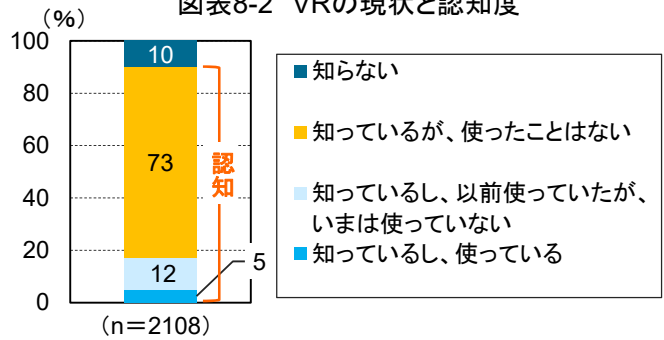 図表8-2 VRの現状と認知度
（%）
100
80
60
40
20
0
10
73
12
5
認知
（n＝2108）
知らない
知っているが、使ったことはない
知っているし、以前使っていたが、
いまは使っていない
知っているし、使っている